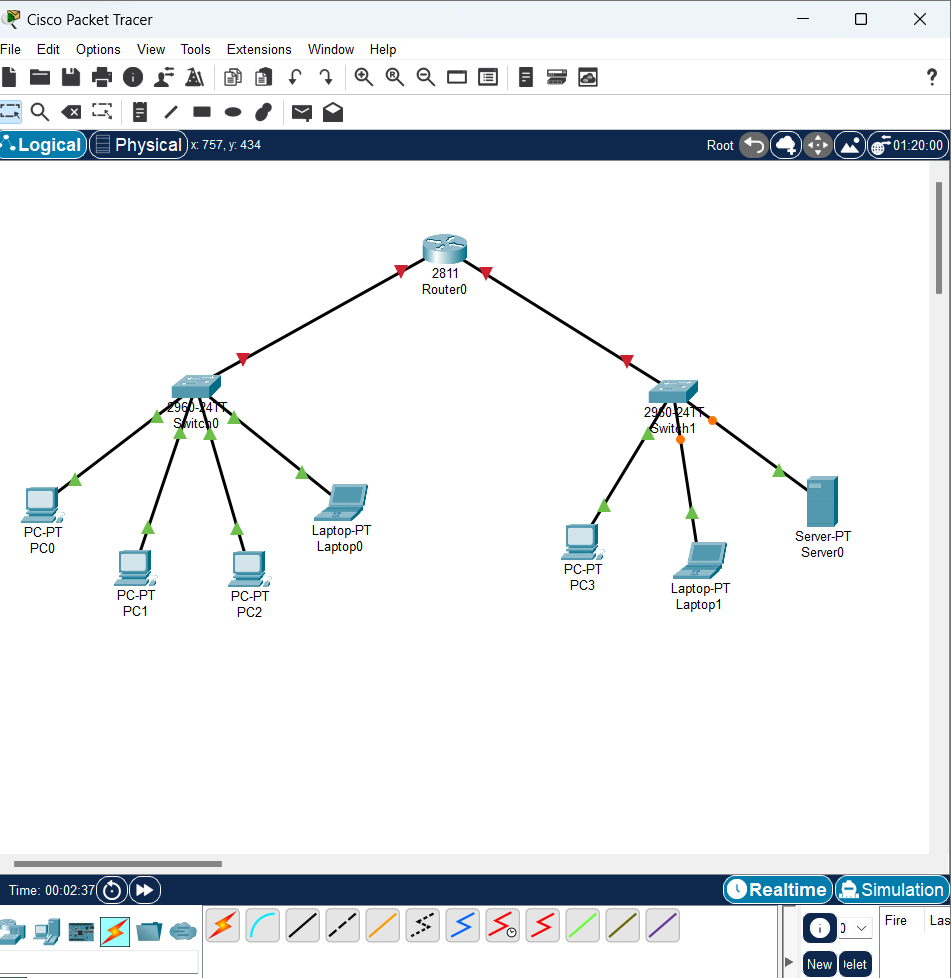 Cisco Packet Tracer
File Edit Options View Tools Extensions Window Help
Logical Physical x: 757, y: 434 Root 01:20:00
2811
Router0
2960-24TT
Switch0
2960-24TT
Switch1
PC-PT
PC0
PC-PT
PC1
PC-PT
PC2
Laptop-PT
Laptop0
PC-PT
PC3
Laptop-PT
Laptop1
Server-PT
Server0
Time: 00:02:37 Realtime Simulation
0 Fire Las
New Delet